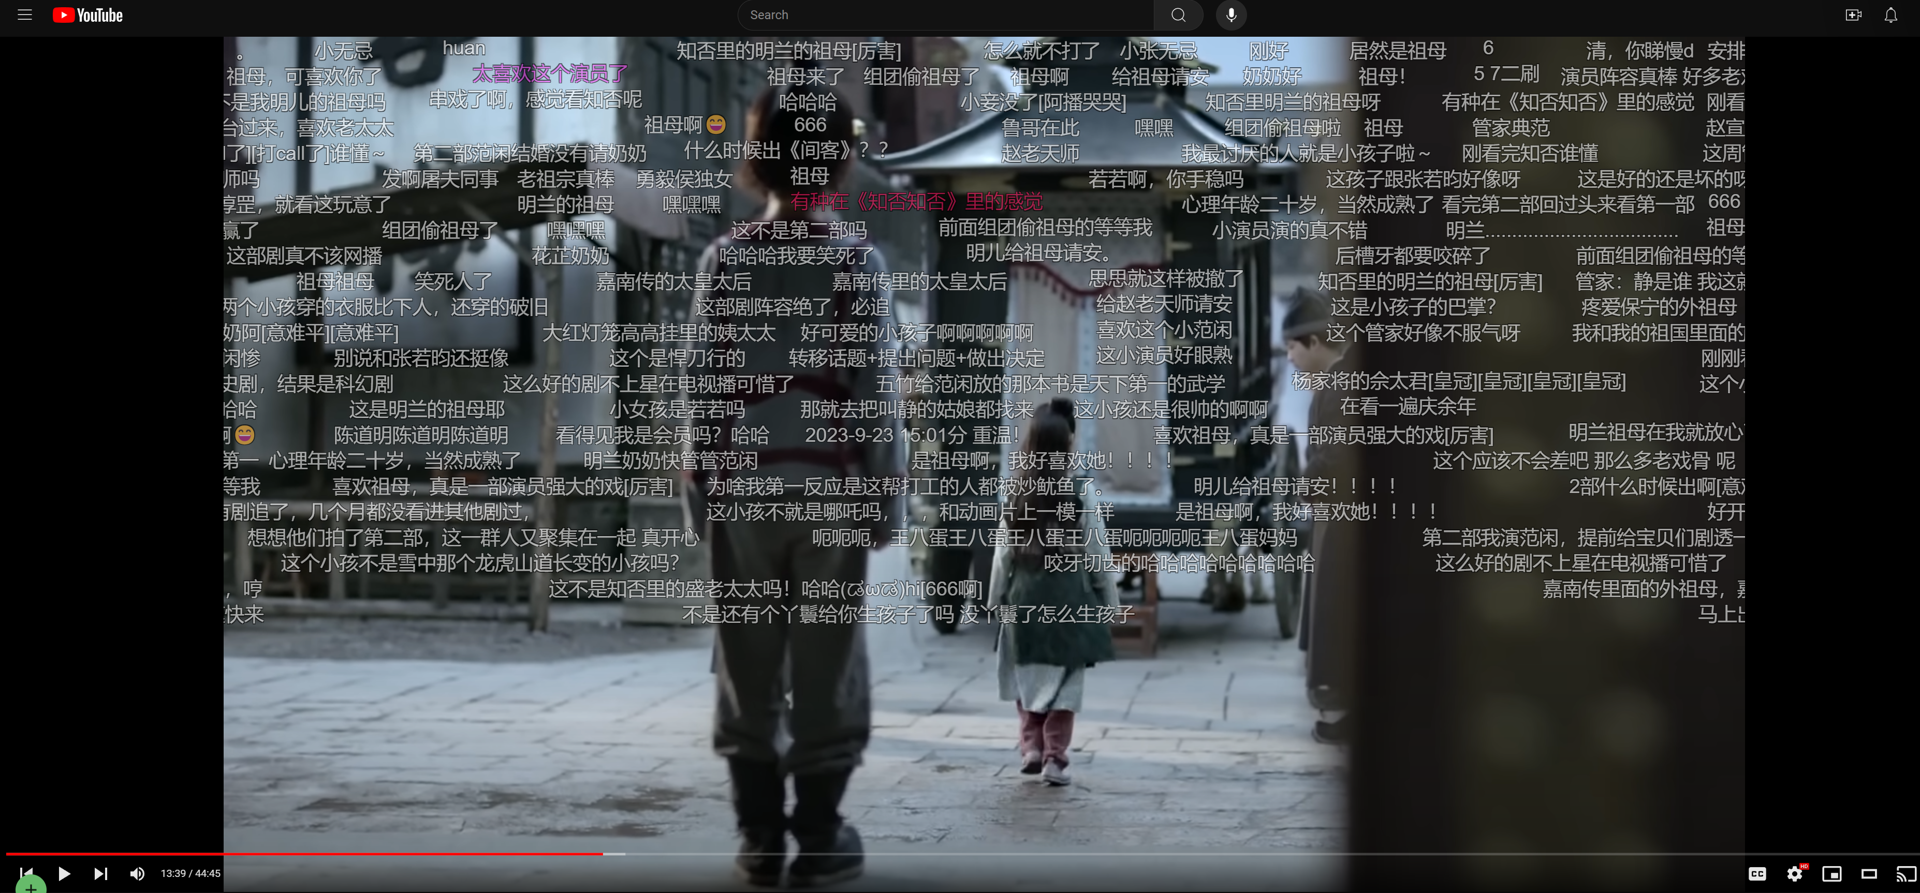 YouTube
Search
。 小无忌 huan 知否里的明兰的祖母[厉害] 怎么就不打了 小张无忌 刚好 居然是祖母 6 清，你睇慢d 安排
祖母，可喜欢你了 太喜欢这个演员了 祖母来了 组团偷祖母了 祖母啊 给祖母请安 奶奶好 祖母！ 5 7二刷 演员阵容真棒 好多老
是我明儿的祖母吗 串戏了啊，感觉看知否呢 哈哈哈 小妾没了[阿播哭哭] 知否里明兰的祖母呀 有种在《知否知否》里的感觉 刚看
台过来，喜欢老太太 祖母啊😄 666 鲁哥在此 嘿嘿 组团偷祖母啦 祖母 管家典范 赵宣
了][打call了]谁懂～ 第二部范闲结婚没有请奶奶 什么时候出《间客》？？ 赵老天师 我最讨厌的人就是小孩子啦～ 刚看完知否谁懂 这周
师吗 发啊屠夫同事 老祖宗真棒 勇毅侯独女 祖母 若若啊，你手稳吗 这孩子跟张若昀好像呀 这是好的还是坏的呀
罪，就看这玩意了 明兰的祖母 嘿嘿嘿 有种在《知否知否》里的感觉 心理年龄二十岁，当然成熟了 看完第二部回过头来看第一部 666
赢了 组团偷祖母了 嘿嘿嘿 这不是第二部吗 前面组团偷祖母的等等我 小演员演的真不错 明兰.................................... 祖母
这部剧真不该网播 花芷奶奶 哈哈哈我要笑死了 明儿给祖母请安。 后槽牙都要咬碎了 前面组团偷祖母的等
祖母祖母 笑死人了 嘉南传的太皇太后 嘉南传里的太皇太后 思思就这样被撤了 知否里的明兰的祖母[厉害] 管家：静是谁 我这就
两个小孩穿的衣服比下人，还穿的破旧 这部剧阵容绝了，必追 给赵老天师请安 这是小孩子的巴掌？ 疼爱保宁的外祖母
奶阿[意难平][意难平] 大红灯笼高高挂里的姨太太 好可爱的小孩子啊啊啊啊啊 喜欢这个小范闲 这个管家好像不服气呀 我和我的祖国里面的
闲惨 别说和张若昀还挺像 这个是悍刀行的 转移话题+提出问题+做出决定 这小演员好眼熟 刚刚
史剧，结果是科幻剧 这么好的剧不上星在电视播可惜了 五竹给范闲放的那本书是天下第一的武学 杨家将的佘太君[皇冠][皇冠][皇冠][皇冠] 这个
哈哈 这是明兰的祖母耶 小女孩是若若吗 那就去把叫静的姑娘都找来 这小孩还是很帅的啊啊 在看一遍庆余年
啊😄 陈道明陈道明陈道明 看得见我是会员吗？哈哈 2023-9-23 15:01分 重温！ 喜欢祖母，真是一部演员强大的戏[厉害] 明兰祖母在我就放心
第一 心理年龄二十岁，当然成熟了 明兰奶奶快管管范闲 是祖母啊，我好喜欢她！！！！ 这个应该不会差吧 那么多老戏骨 呢
等我 喜欢祖母，真是一部演员强大的戏[厉害] 为啥我第一反应是这帮打工的人都被炒鱿鱼了。 明儿给祖母请安！！！！ 2部什么时候出啊[意
剧追了，几个月都没看进其他剧过， 这小孩不就是哪吒吗，，，和动画片上一模一样 是祖母啊，我好喜欢她！！！！ 好开
想想他们拍了第二部，这一群人又聚集在一起 真开心 呃呃呃，王八蛋王八蛋王八蛋王八蛋呃呃呃呃王八蛋妈妈 第二部我演范闲，提前给宝贝们剧透一
这个小孩不是雪中那个龙虎山道长变的小孩吗？ 咬牙切齿的哈哈哈哈哈哈哈哈哈 这么好的剧不上星在电视播可惜了
，哼 这不是知否里的盛老太太吗！哈哈(ಡωಡ)hi[666啊] 嘉南传里面的外祖母，
快来 不是还有个丫鬟给你生孩子了吗 没丫鬟了怎么生孩子 马上出
13:39 / 44:45
CC
HD